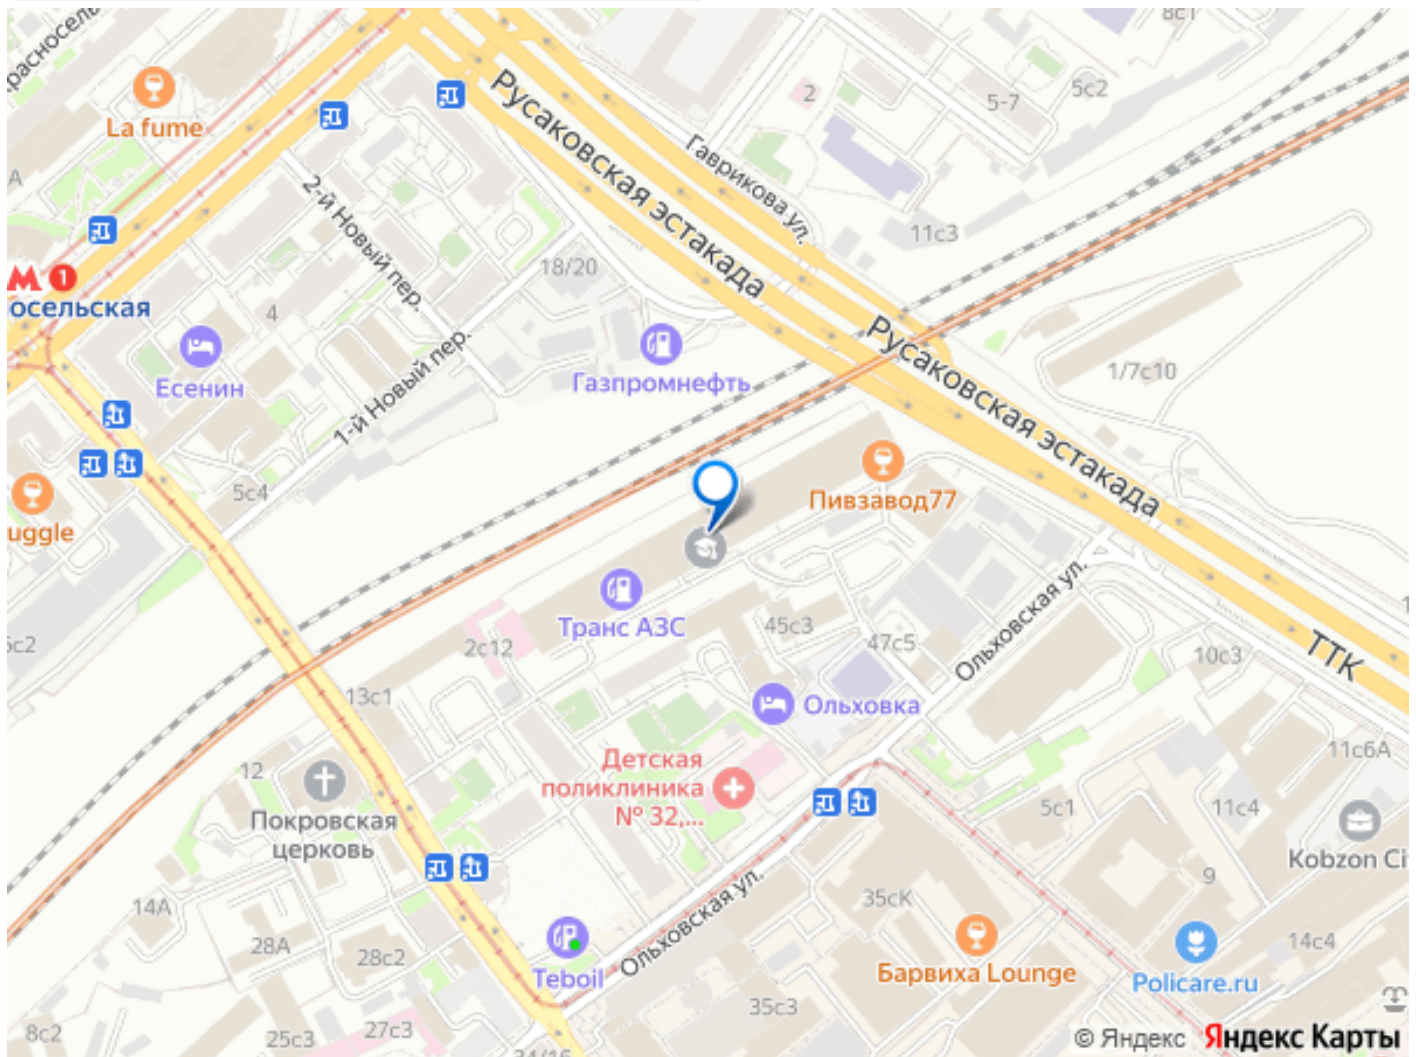 8с1
расносель
La fume
2
5-7
5с2
Русаковская эстакада
Гаврикова ул.
А
2-й Новый пер.
11с3
18/20
М 1
осельская
4
Есенин
1-й Новый пер.
Газпромнефть
Русаковская эстакада
1/7с10
5с4
uggle
Пивзавод77
Транс АЗС
45с3
47с5
Ольховская ул.
2с12
10с3
ТТК
13с1
Ольховка
Детская
поликлиника
№ 32,...
12
Покровская
церковь
11с6А
5с1
11с4
Kobzon Ci
9
14А
28А
28с2
35сК
Ольховская ул.
Teboil
Барвиха Lounge
14с4
Policare.ru
35с3
8с2
25с3
27с3
34/16
© Яндекс Яндекс Карты